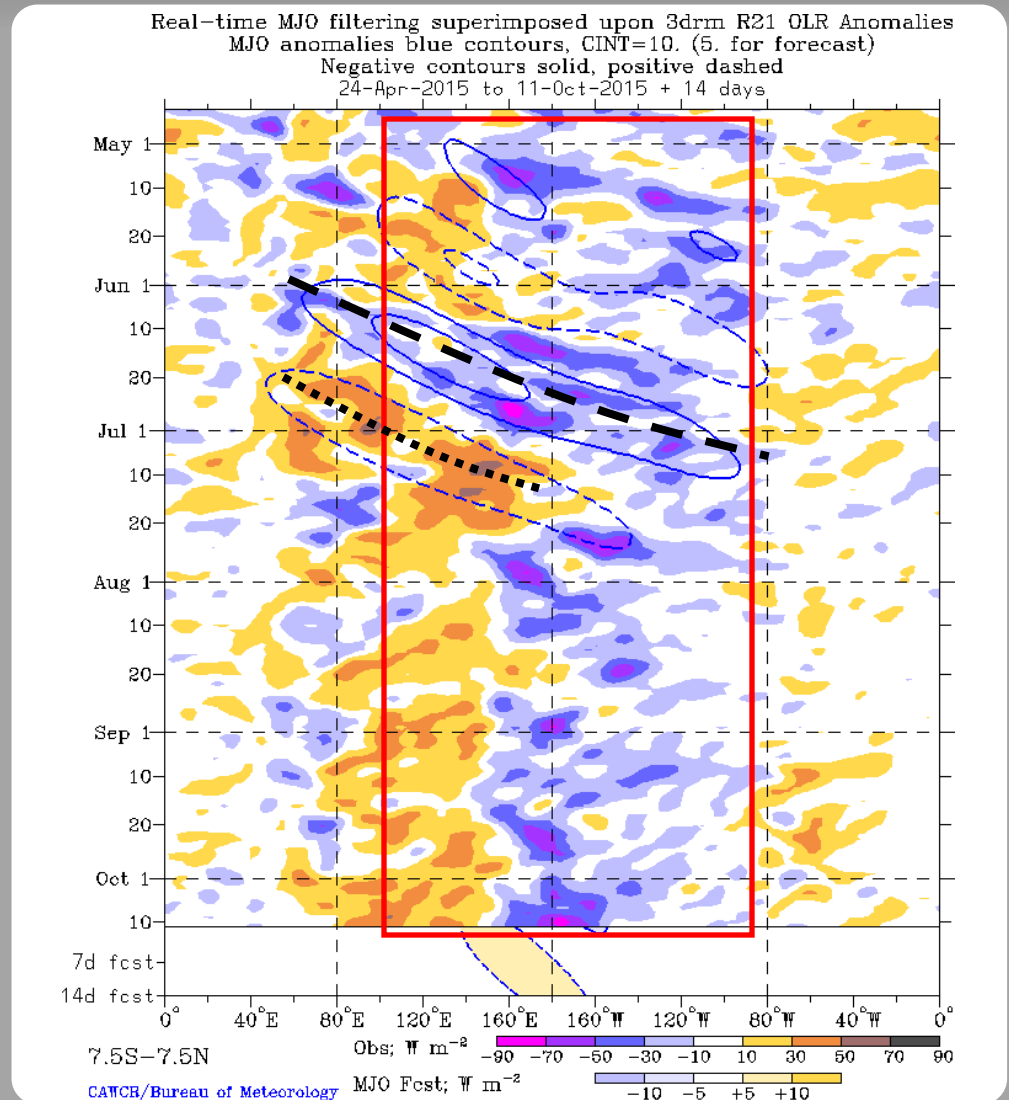 Real-time MJO filtering superimposed upon 3drm R21 OLR Anomalies
MJO anomalies blue contours, CINT=10. (5. for forecast)
Negative contours solid, positive dashed
24-Apr-2015 to 11-Oct-2015 + 14 days
May 1
10
20
Jun 1
10
20
Jul 1
10
20
Aug 1
10
20
Sep 1
10
20
Oct 1
10
7d fcst
14d fcst
0° 40°E 80°E 120°E 160°E 160°W 120°W 80°W 40°W 0°
7.5S-7.5N
Obs; W m-2
-90 -70 -50 -30 -10 10 30 50 70 90
CAWCR/Bureau of Meteorology
MJO Fcst; W m-2
-10 -5 +5 +10